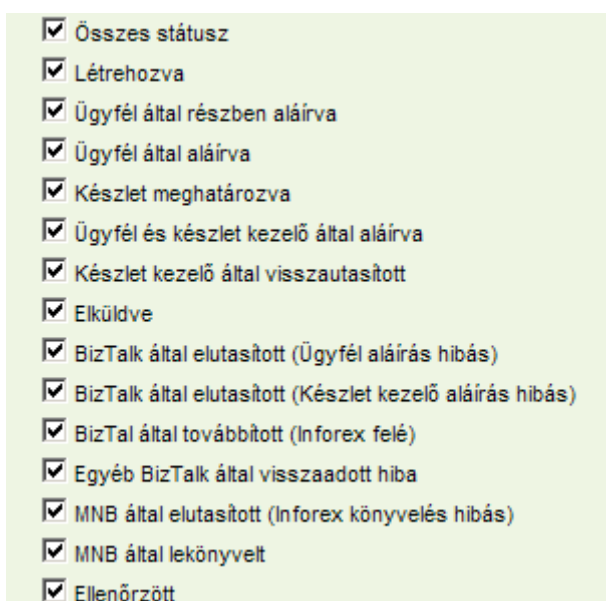 Összes státusz
Létrehozva
Ügyfél által részben aláírva
Ügyfél által aláírva
Készlet meghatározva
Ügyfél és készlet kezelő által aláírva
Készlet kezelő által visszautasított
Elküldve
BizTalk által elutasított (Ügyfél aláírás hibás)
BizTalk által elutasított (Készlet kezelő aláírás hibás)
BizTal által továbbított (Inforex felé)
Egyéb BizTalk által visszaadott hiba
MNB által elutasított (Inforex könyvelés hibás)
MNB által lekönyvelt
Ellenőrzött